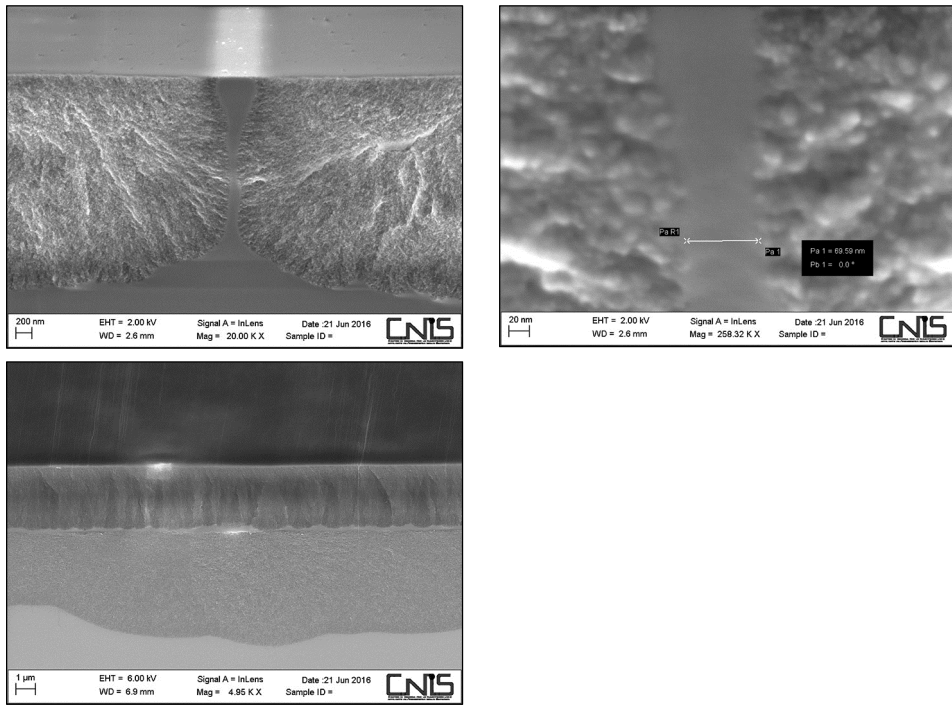 200 nm
EHT = 2.00 kV
WD = 2.6 mm
Signal A = InLens
Mag = 20.00 K X
Date :21 Jun 2016
Sample ID =
CNIS
Pa R1
Pa 1
Pa 1 = 69.59 nm
Pb 1 = 0.0 °
20 nm
EHT = 2.00 kV
WD = 2.6 mm
Signal A = InLens
Mag = 258.32 K X
Date :21 Jun 2016
Sample ID =
CNIS
1 µm
EHT = 6.00 kV
WD = 6.9 mm
Signal A = InLens
Mag = 4.95 K X
Date :21 Jun 2016
Sample ID =
CNIS